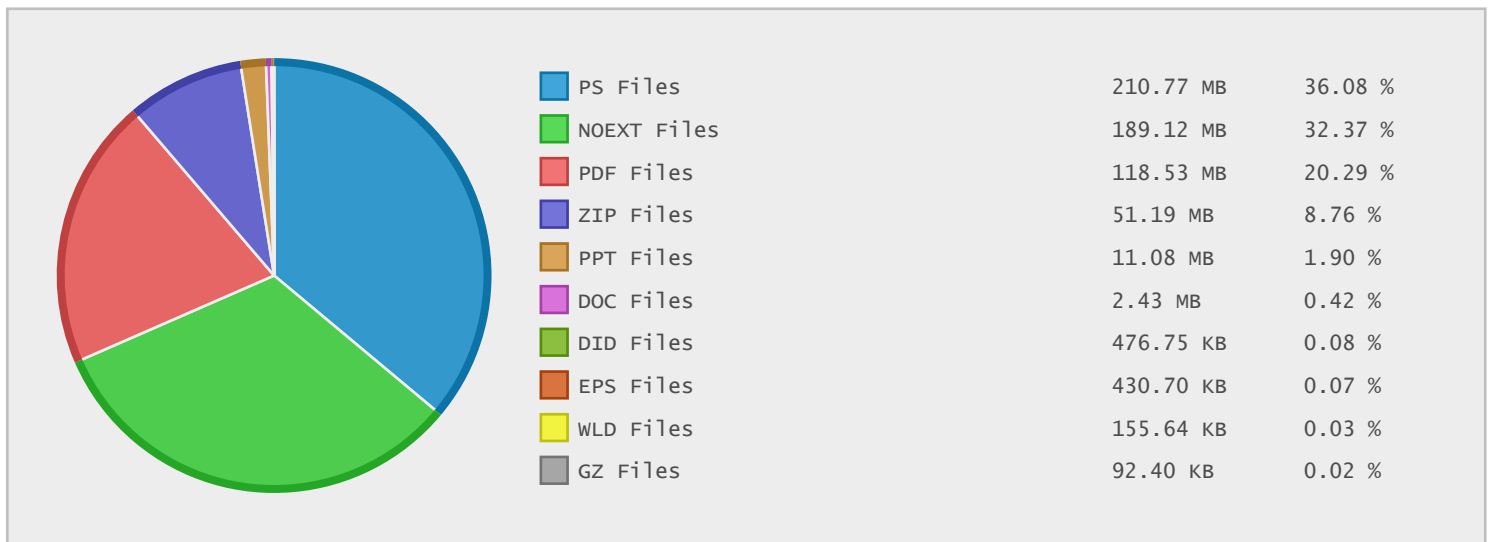 PS Files 210.77 MB 36.08 %
NOEXT Files 189.12 MB 32.37 %
PDF Files 118.53 MB 20.29 %
ZIP Files 51.19 MB 8.76 %
PPT Files 11.08 MB 1.90 %
DOC Files 2.43 MB 0.42 %
DID Files 476.75 KB 0.08 %
EPS Files 430.70 KB 0.07 %
WLD Files 155.64 KB 0.03 %
GZ Files 92.40 KB 0.02 %